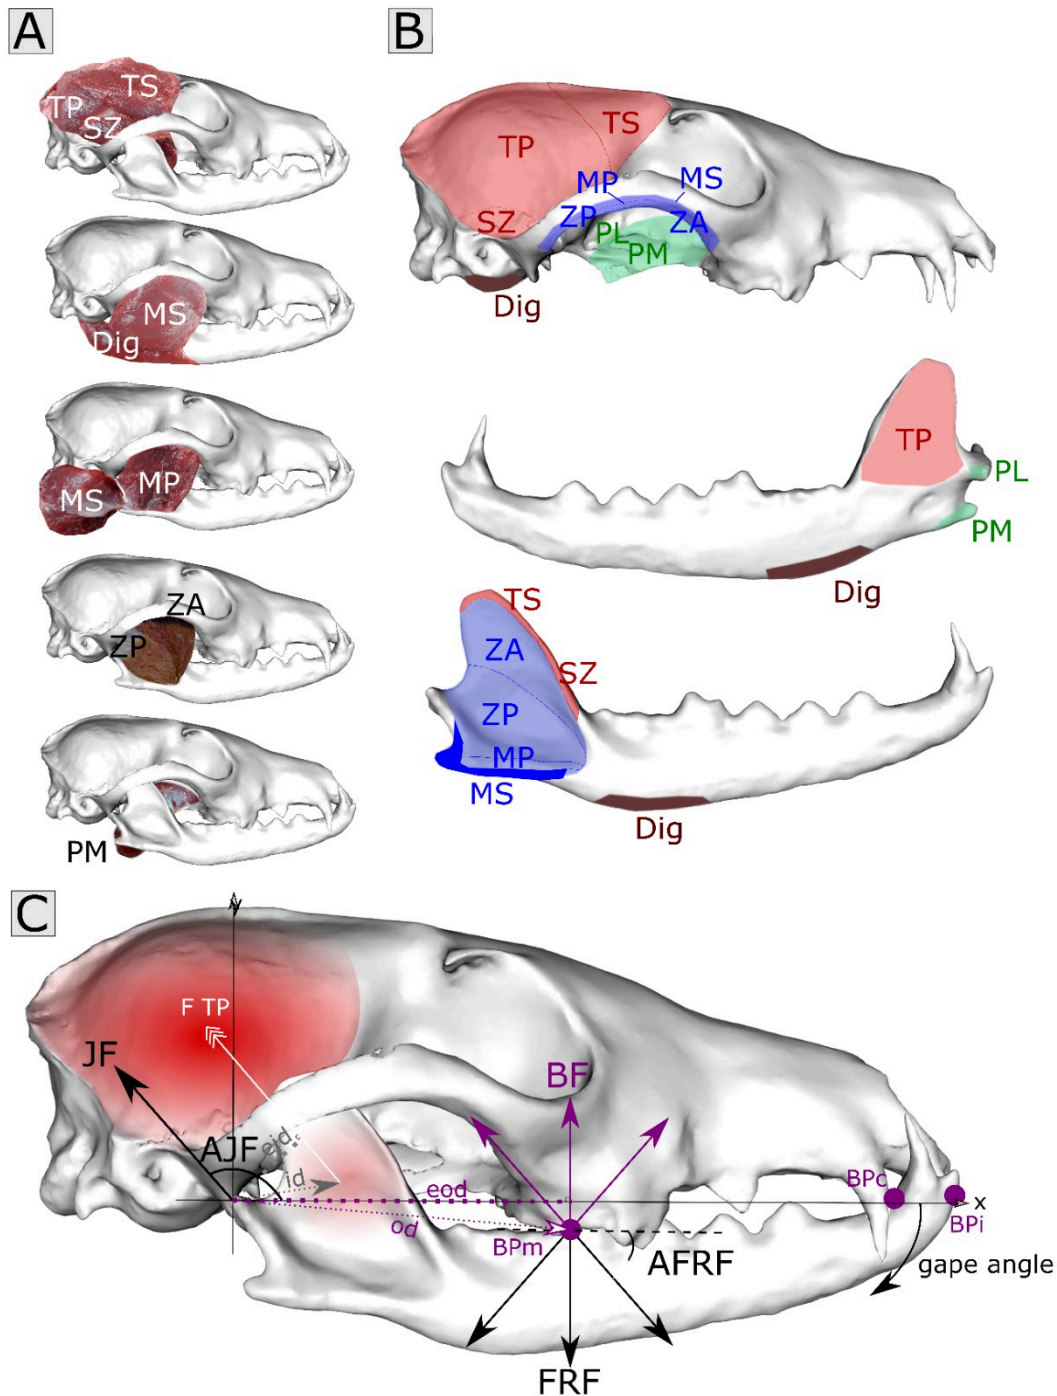 A
TS
TP
SZ
MS
Dig
MS
MP
ZA
ZP
PM
B
TP
TS
MP
MS
SZ
ZP
ZA
PL
PM
Dig
TP
PL
PM
Dig
TS
ZA
SZ
ZP
MP
MS
Dig
C
y
F TP
JF
BF
AJF
ejd
id
eod
od
BPm
BPc
BPi
x
AFRF
gape angle
FRF